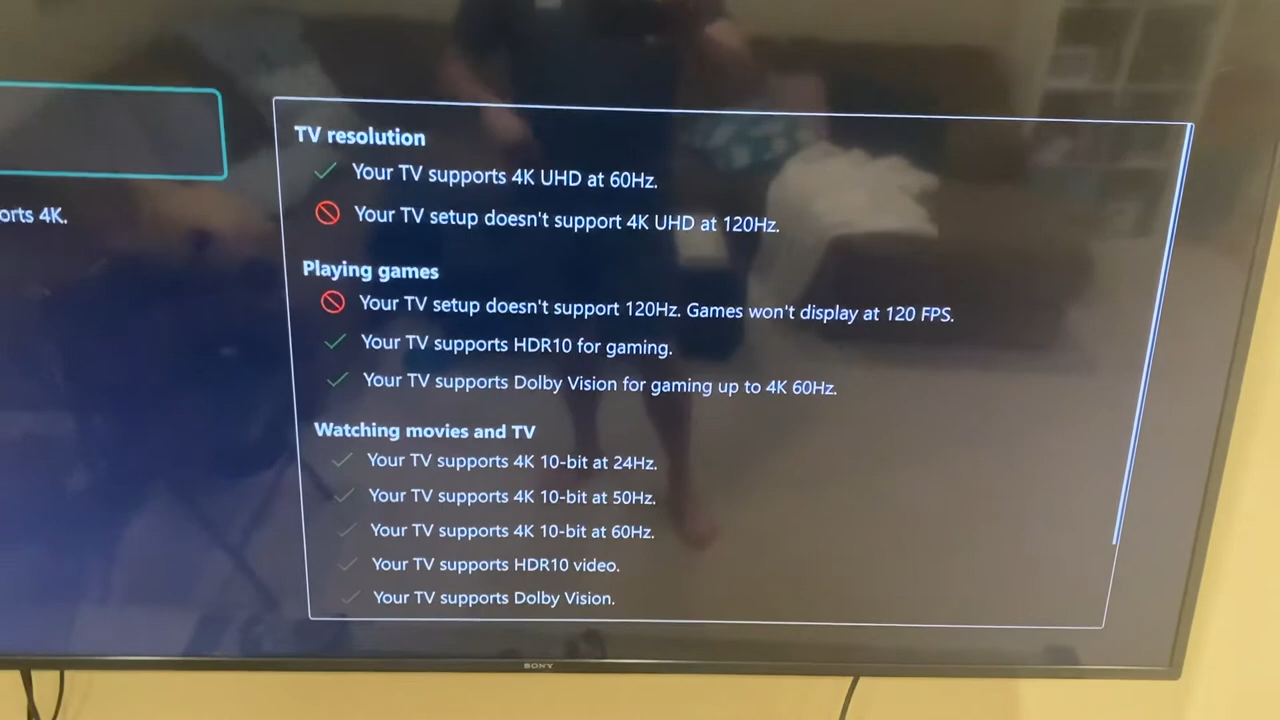 TV resolution
Your TV supports 4K UHD at 60Hz.
Your TV setup doesn't support 4K UHD at 120Hz.
orts 4K.
Playing games
Your TV setup doesn't support 120Hz. Games won't display at 120 FPS.
Your TV supports HDR10 for gaming.
Your TV supports Dolby Vision for gaming up to 4K 60Hz.
Watching movies and TV
Your TV supports 4K 10-bit at 24Hz.
Your TV supports 4K 10-bit at 50Hz.
Your TV supports 4K 10-bit at 60Hz.
Your TV supports HDR10 video.
Your TV supports Dolby Vision.
SONY